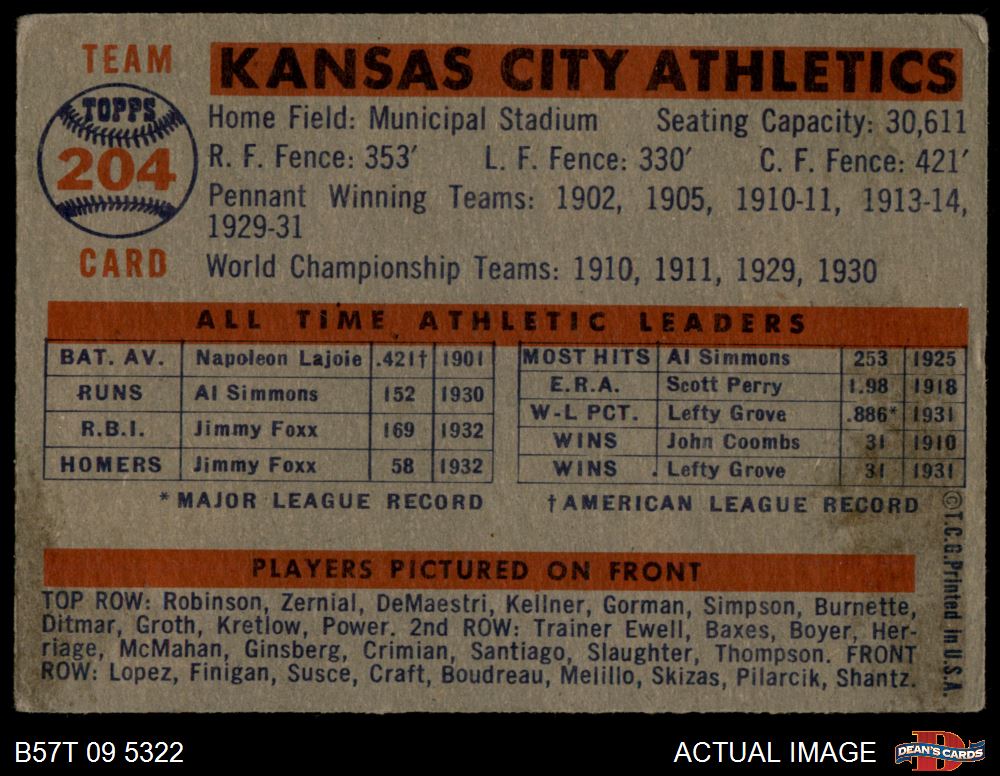 TEAM
TOPPS
204
CARD
KANSAS CITY ATHLETICS
Home Field: Municipal Stadium Seating Capacity: 30,611
R. F. Fence: 353′ L. F. Fence: 330′ C. F. Fence: 421′
Pennant Winning Teams: 1902, 1905, 1910-11, 1913-14,
1929-31
World Championship Teams: 1910, 1911, 1929, 1930
ALL TIME ATHLETIC LEADERS
BAT. AV. Napoleon Lajoie .421† 1901
RUNS Al Simmons 152 1930
R.B.I. Jimmy Foxx 169 1932
HOMERS Jimmy Foxx 58 1932
MOST HITS Al Simmons 253 1925
E.R.A. Scott Perry 1.98 1918
W-L PCT. Lefty Grove .886* 1931
WINS John Coombs 31 1910
WINS Lefty Grove 31 1931
*MAJOR LEAGUE RECORD †AMERICAN LEAGUE RECORD
PLAYERS PICTURED ON FRONT
TOP ROW: Robinson, Zernial, DeMaestri, Kellner, Gorman, Simpson, Burnette,
Ditmar, Groth, Kretlow, Power. 2nd ROW: Trainer Ewell, Baxes, Boyer, Her-
riage, McMahan, Ginsberg, Crimian, Santiago, Slaughter, Thompson. FRONT
ROW: Lopez, Finigan, Susce, Craft, Boudreau, Melillo, Skizas, Pilarcik, Shantz.
©T.C.G. Printed in U.S.A.
B57T 09 5322
ACTUAL IMAGE
D
DEAN'S CARDS